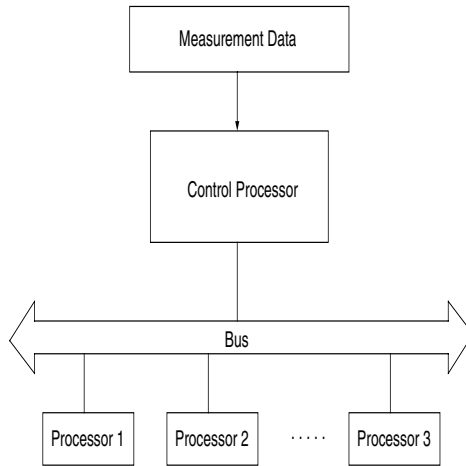 Measurement Data
Control Processor
Bus
Processor 1
Processor 2
.....
Processor 3